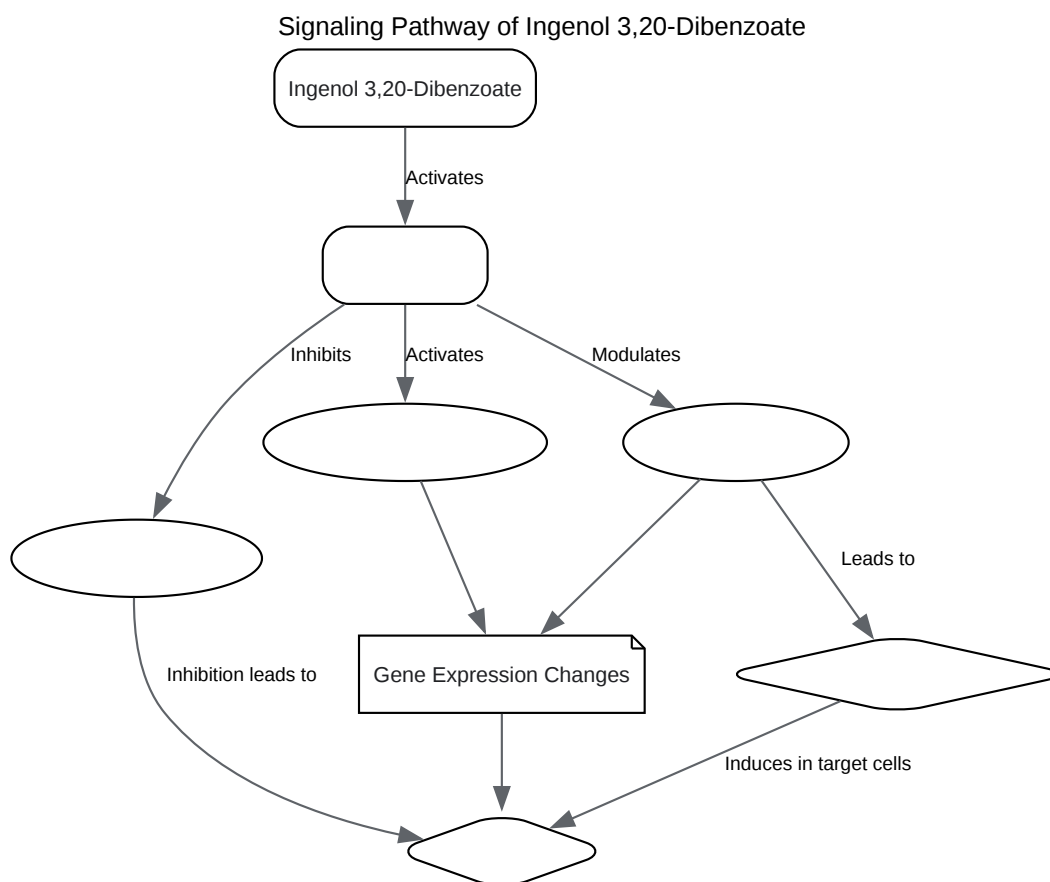 Signaling Pathway of Ingenol 3,20-Dibenzoate
Ingenol 3,20-Dibenzoate
Activates
Inhibits
Activates
Modulates
Leads to
Inhibition leads to
Gene Expression Changes
Induces in target cells